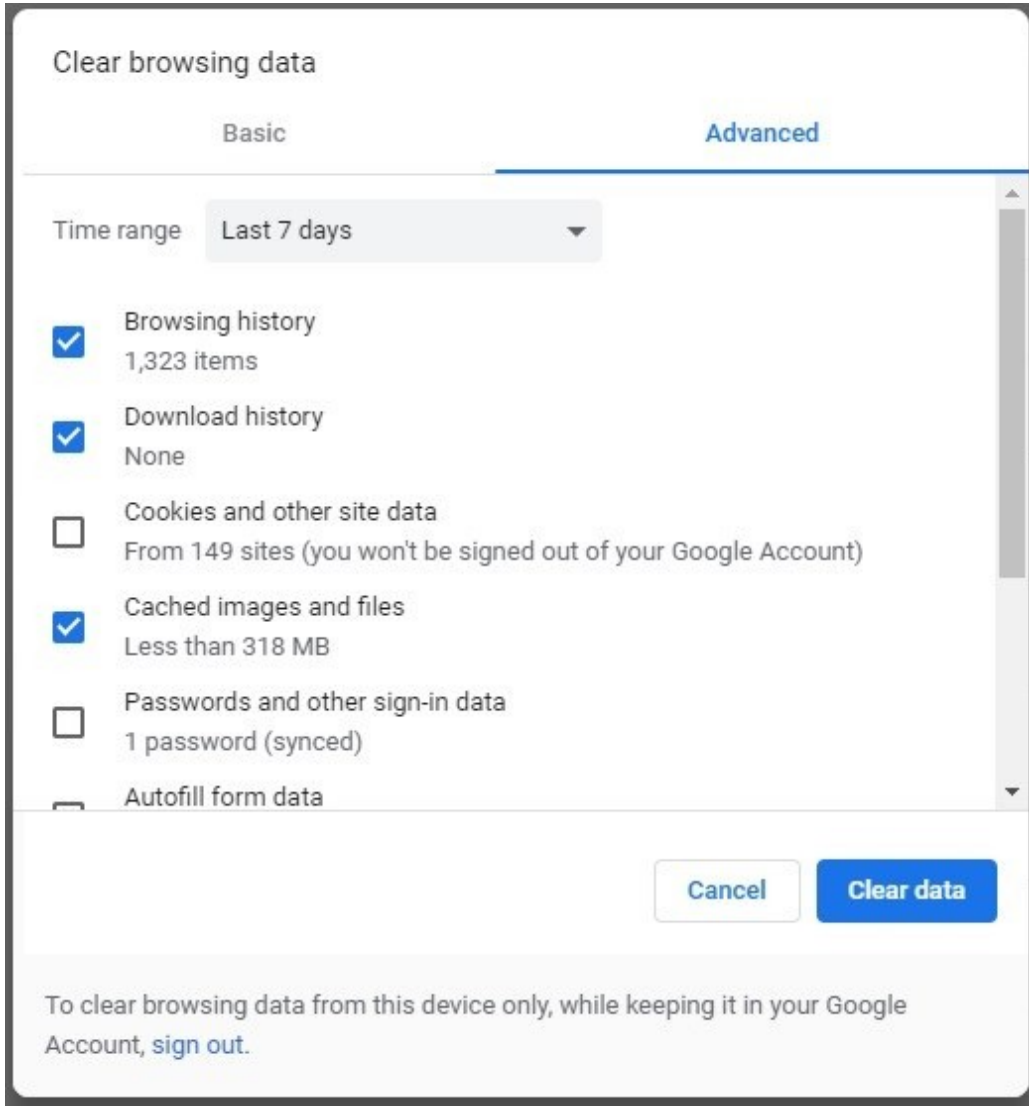 Clear browsing data
Basic
Advanced
Time range
Last 7 days
Browsing history
1,323 items
Download history
None
Cookies and other site data
From 149 sites (you won't be signed out of your Google Account)
Cached images and files
Less than 318 MB
Passwords and other sign-in data
1 password (synced)
Autofill form data
Cancel
Clear data
To clear browsing data from this device only, while keeping it in your Google
Account, sign out.